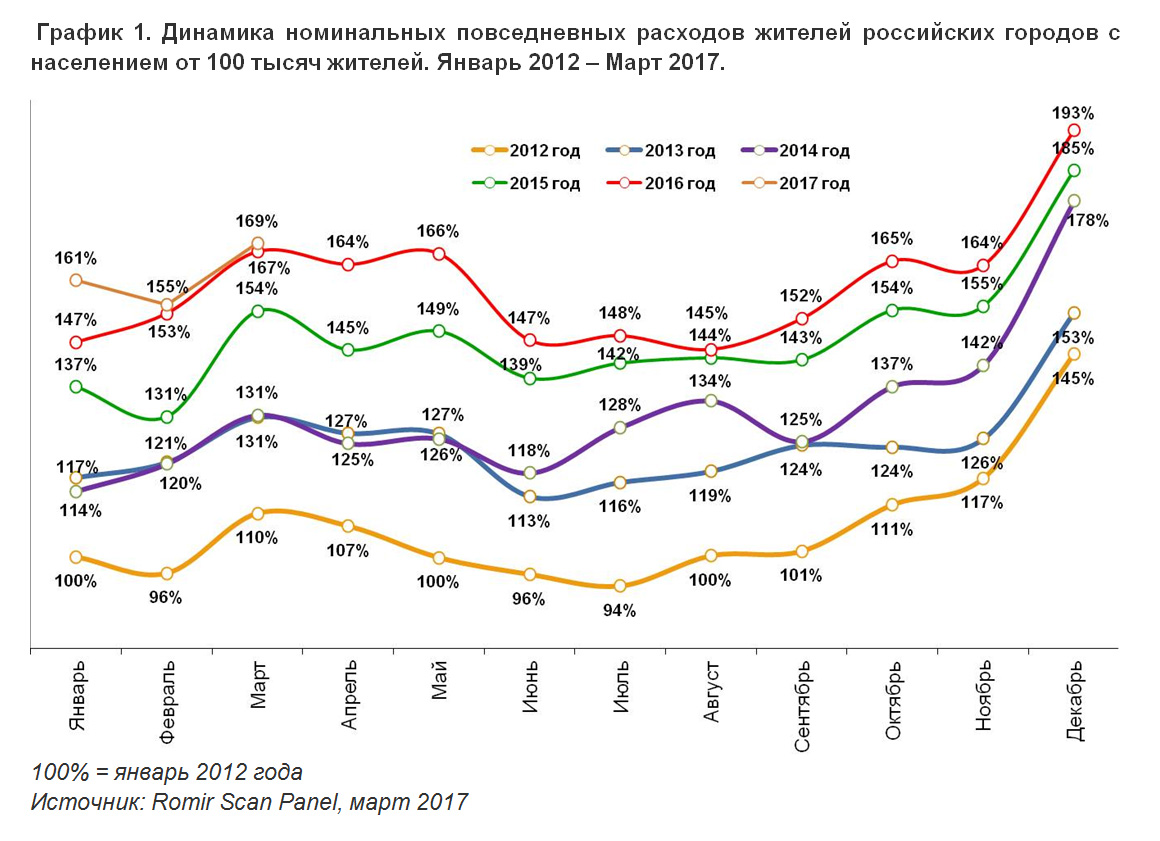 График 1. Динамика номинальных повседневных расходов жителей российских городов с
населением от 100 тысяч жителей. Январь 2012 – Март 2017.
2012 год 2013 год 2014 год
2015 год 2016 год 2017 год
161% 155% 169%
147% 153% 167% 164% 166% 147% 148% 145% 152% 165% 164% 193%
137% 131% 154% 145% 149% 139% 142% 144% 143% 154% 155% 185%
117% 121% 131% 127% 127% 118% 128% 134% 125% 137% 142% 178%
114% 120% 131% 125% 126% 113% 116% 119% 124% 124% 126% 153%
100% 96% 110% 107% 100% 96% 94% 100% 101% 111% 117% 145%
Январь
Февраль
Март
Апрель
Май
Июнь
Июль
Август
Сентябрь
Октябрь
Ноябрь
Декабрь
100% = январь 2012 года
Источник: Romir Scan Panel, март 2017